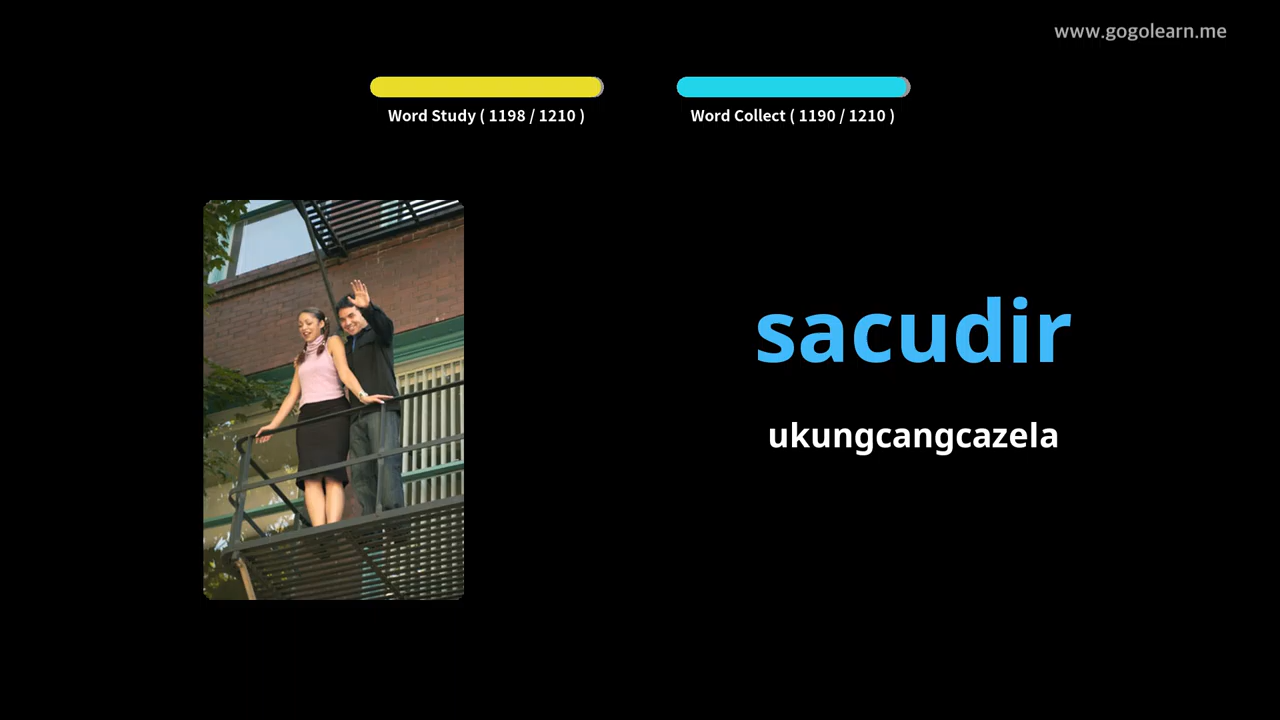 www.gogolearn.me
Word Study ( 1198 / 1210 )
Word Collect ( 1190 / 1210 )
sacudir
ukungcangcazela